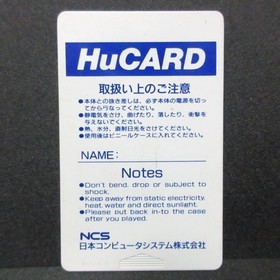 HuCARD
取扱い上のご注意
●本体との抜き差しは、必ず本体の電源を切っ
てから行なってください。
●静電気をさけ、曲げたり、落したり、衝撃を
与えないでください。
●熱、水分、直射日光をさけてください。
●使用後はビニールケースに入れてください。
NAME:
Notes
●Don't bend, drop or subject to
shock.
●Keep away from static electricity,
heat, water and direct sunlight.
●Please put back in-to the case
after you played.
NCS
日本コンピュータシステム株式会社